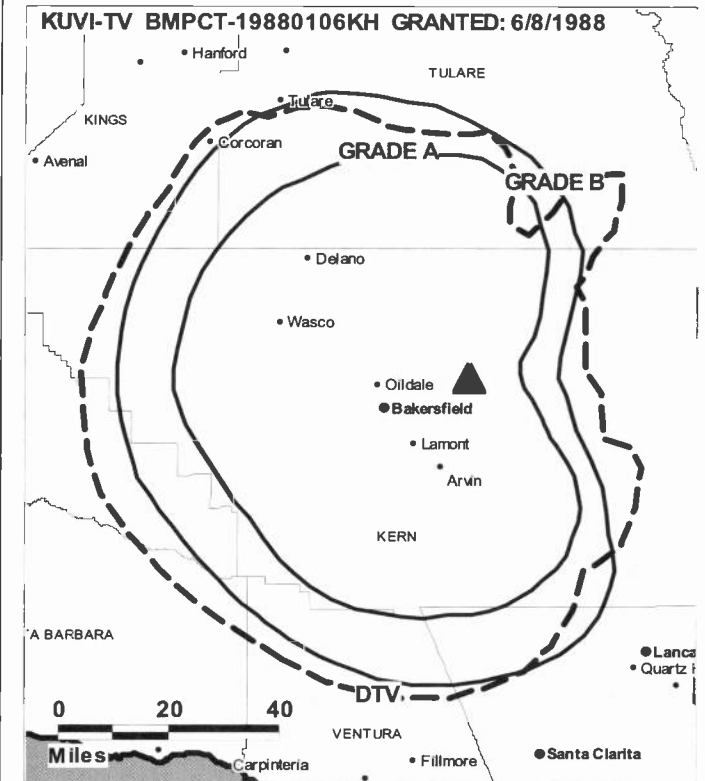 KUVI-TV BMPCT-19880106KH GRANTED: 6/8/1988
Hanford
TULARE
Tulare
KINGS
Corcoran
GRADE A
Avenal
GRADE B
Delano
Wasco
Oildale
Bakersfield
Lamont
Arvin
KERN
A BARBARA
Lanca
Quartz H
DTV
0 20 40
VENTURA
Miles
Carpinteria
Fillmore
Santa Clarita